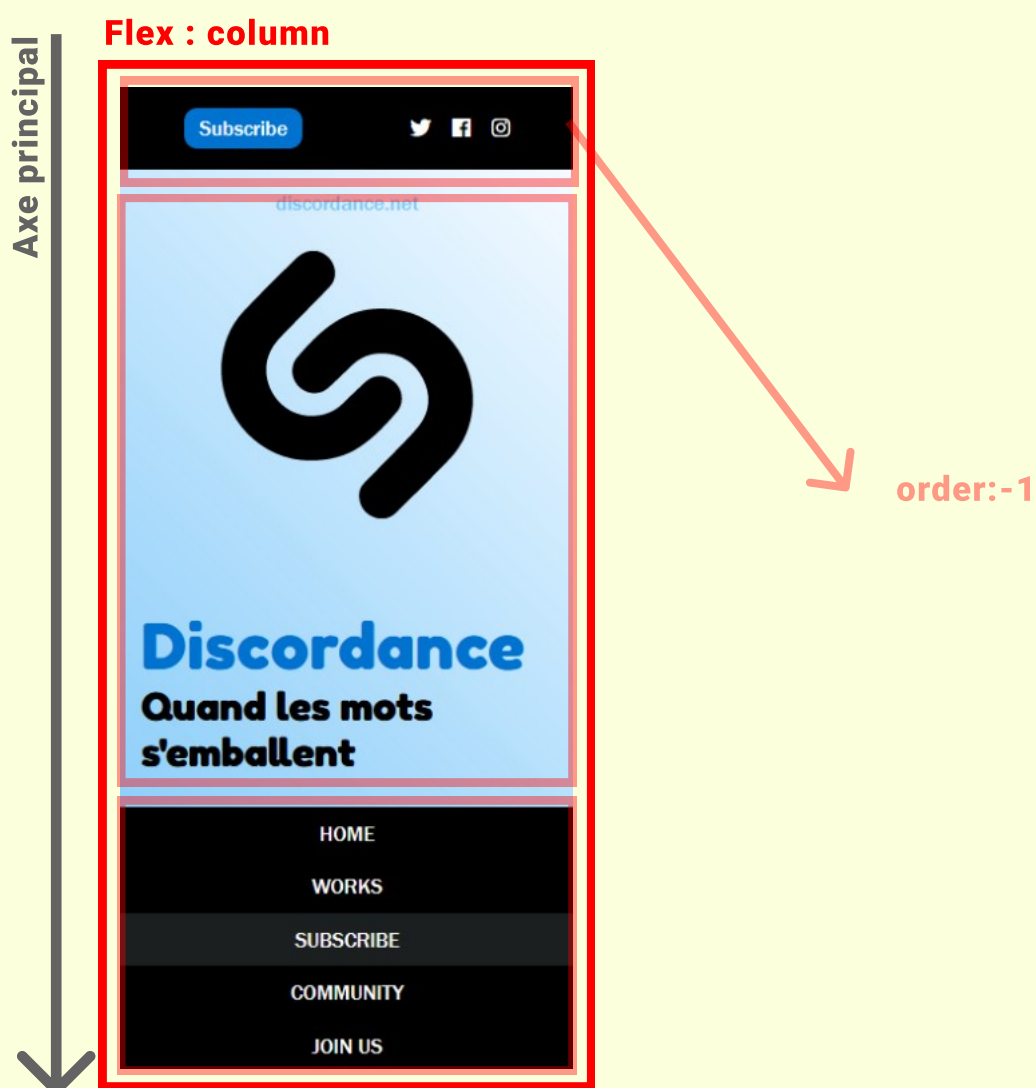 Flex : column
Axe principal
Subscribe
discordance.net
order:-1
Discordance
Quand les mots
s'emballent
HOME
WORKS
SUBSCRIBE
COMMUNITY
JOIN US